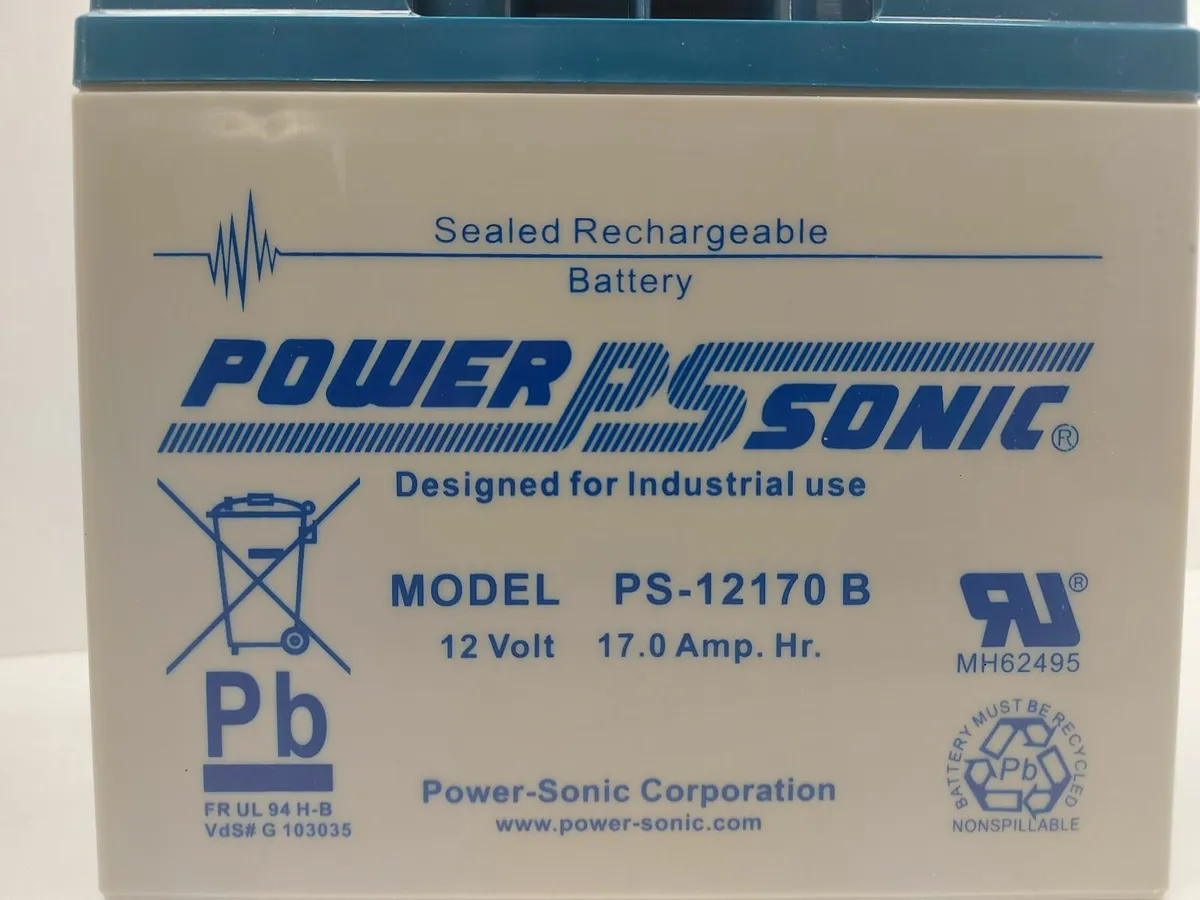 Sealed Rechargeable
Battery
POWER PS SONIC ®
Designed for Industrial use
MODEL PS-12170 B
12 Volt 17.0 Amp. Hr.
®
MH62495
Pb
FR UL 94 H-B
VdS# G 103035
Power-Sonic Corporation
www.power-sonic.com
BATTERY MUST BE RECYCLED
Pb
NONSPILLABLE